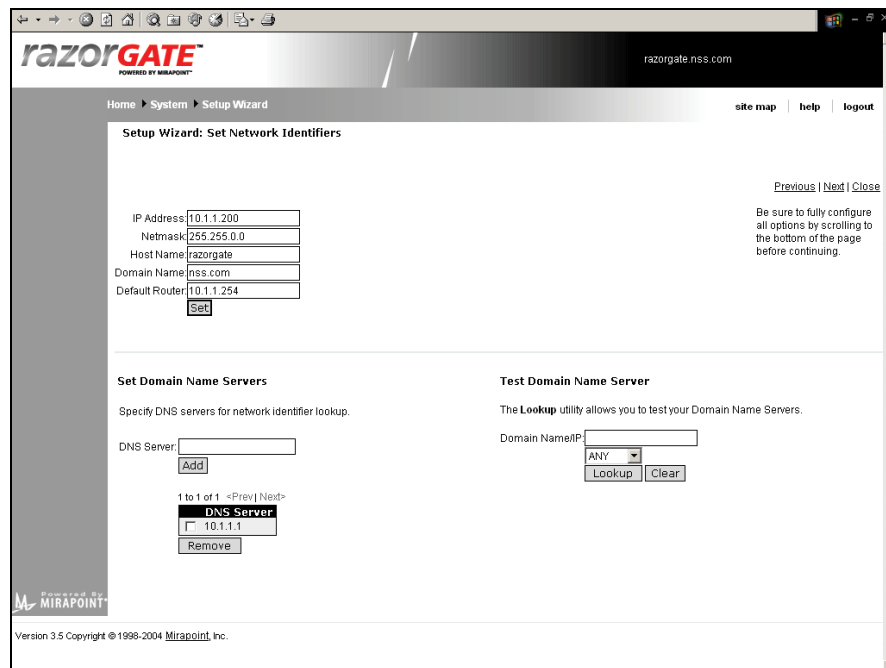 razorGATE™
POWERED BY MIRAPOINT™
razorgate.nss.com
Home System Setup Wizard
site map help logout
Setup Wizard: Set Network Identifiers
Previous | Next | Close
Be sure to fully configure
all options by scrolling to
the bottom of the page
before continuing.
IP Address: 10.1.1.200
Netmask: 255.255.0.0
Host Name: razorgate
Domain Name: nss.com
Default Router: 10.1.1.254
Set
Set Domain Name Servers
Specify DNS servers for network identifier lookup.
DNS Server:
Add
1 to 1 of 1 <Prev | Next>
DNS Server
10.1.1.1
Remove
Test Domain Name Server
The Lookup utility allows you to test your Domain Name Servers.
Domain Name/IP:
ANY
Lookup Clear
Powered By
MIRAPOINT
Version 3.5 Copyright © 1998-2004 Mirapoint, Inc.